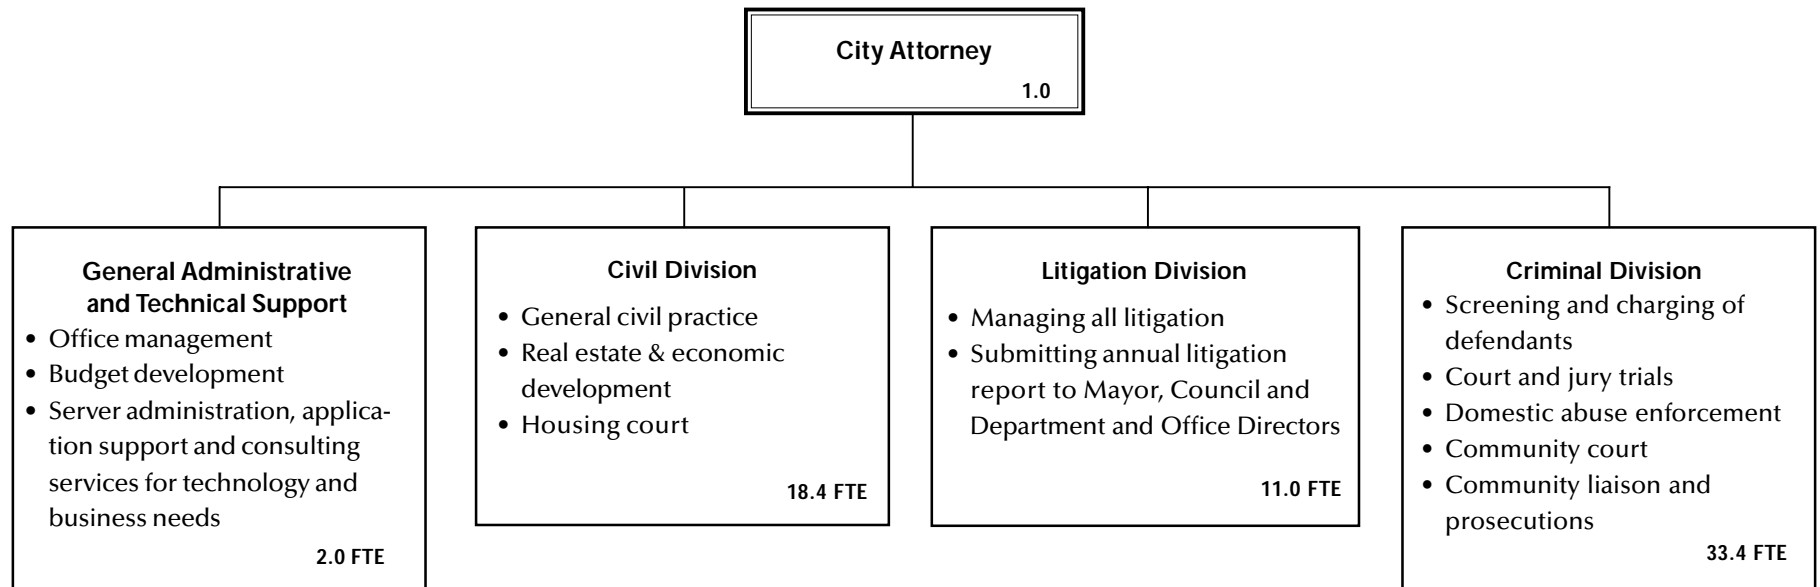 City Attorney
1.0
General Administrative
and Technical Support
• Office management
• Budget development
• Server administration, applica-
tion support and consulting
services for technology and
business needs
2.0 FTE
Civil Division
• General civil practice
• Real estate & economic
development
• Housing court
18.4 FTE
Litigation Division
• Managing all litigation
• Submitting annual litigation
report to Mayor, Council and
Department and Office Directors
11.0 FTE
Criminal Division
• Screening and charging of
defendants
• Court and jury trials
• Domestic abuse enforcement
• Community court
• Community liaison and
prosecutions
33.4 FTE